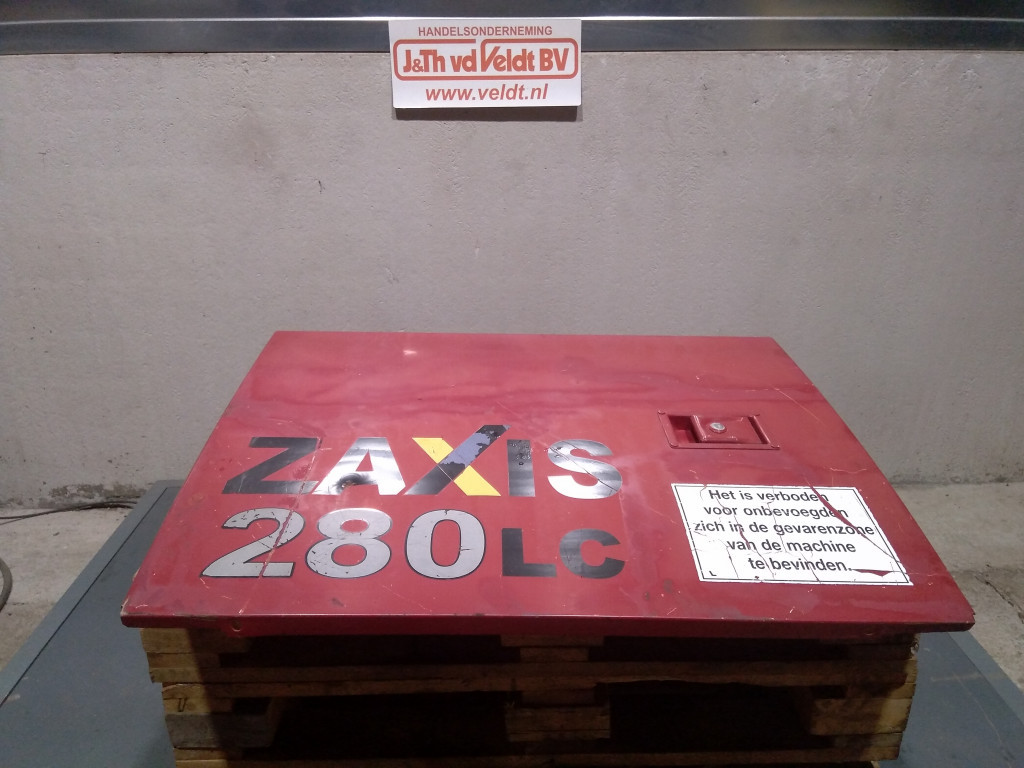 HANDELSONDERNEMING
J&Th vd Veldt BV
www.veldt.nl
ZAXIS
280LC
Het is verboden
voor onbevoegden
zich in de gevarenzone
van de machine
te bevinden.